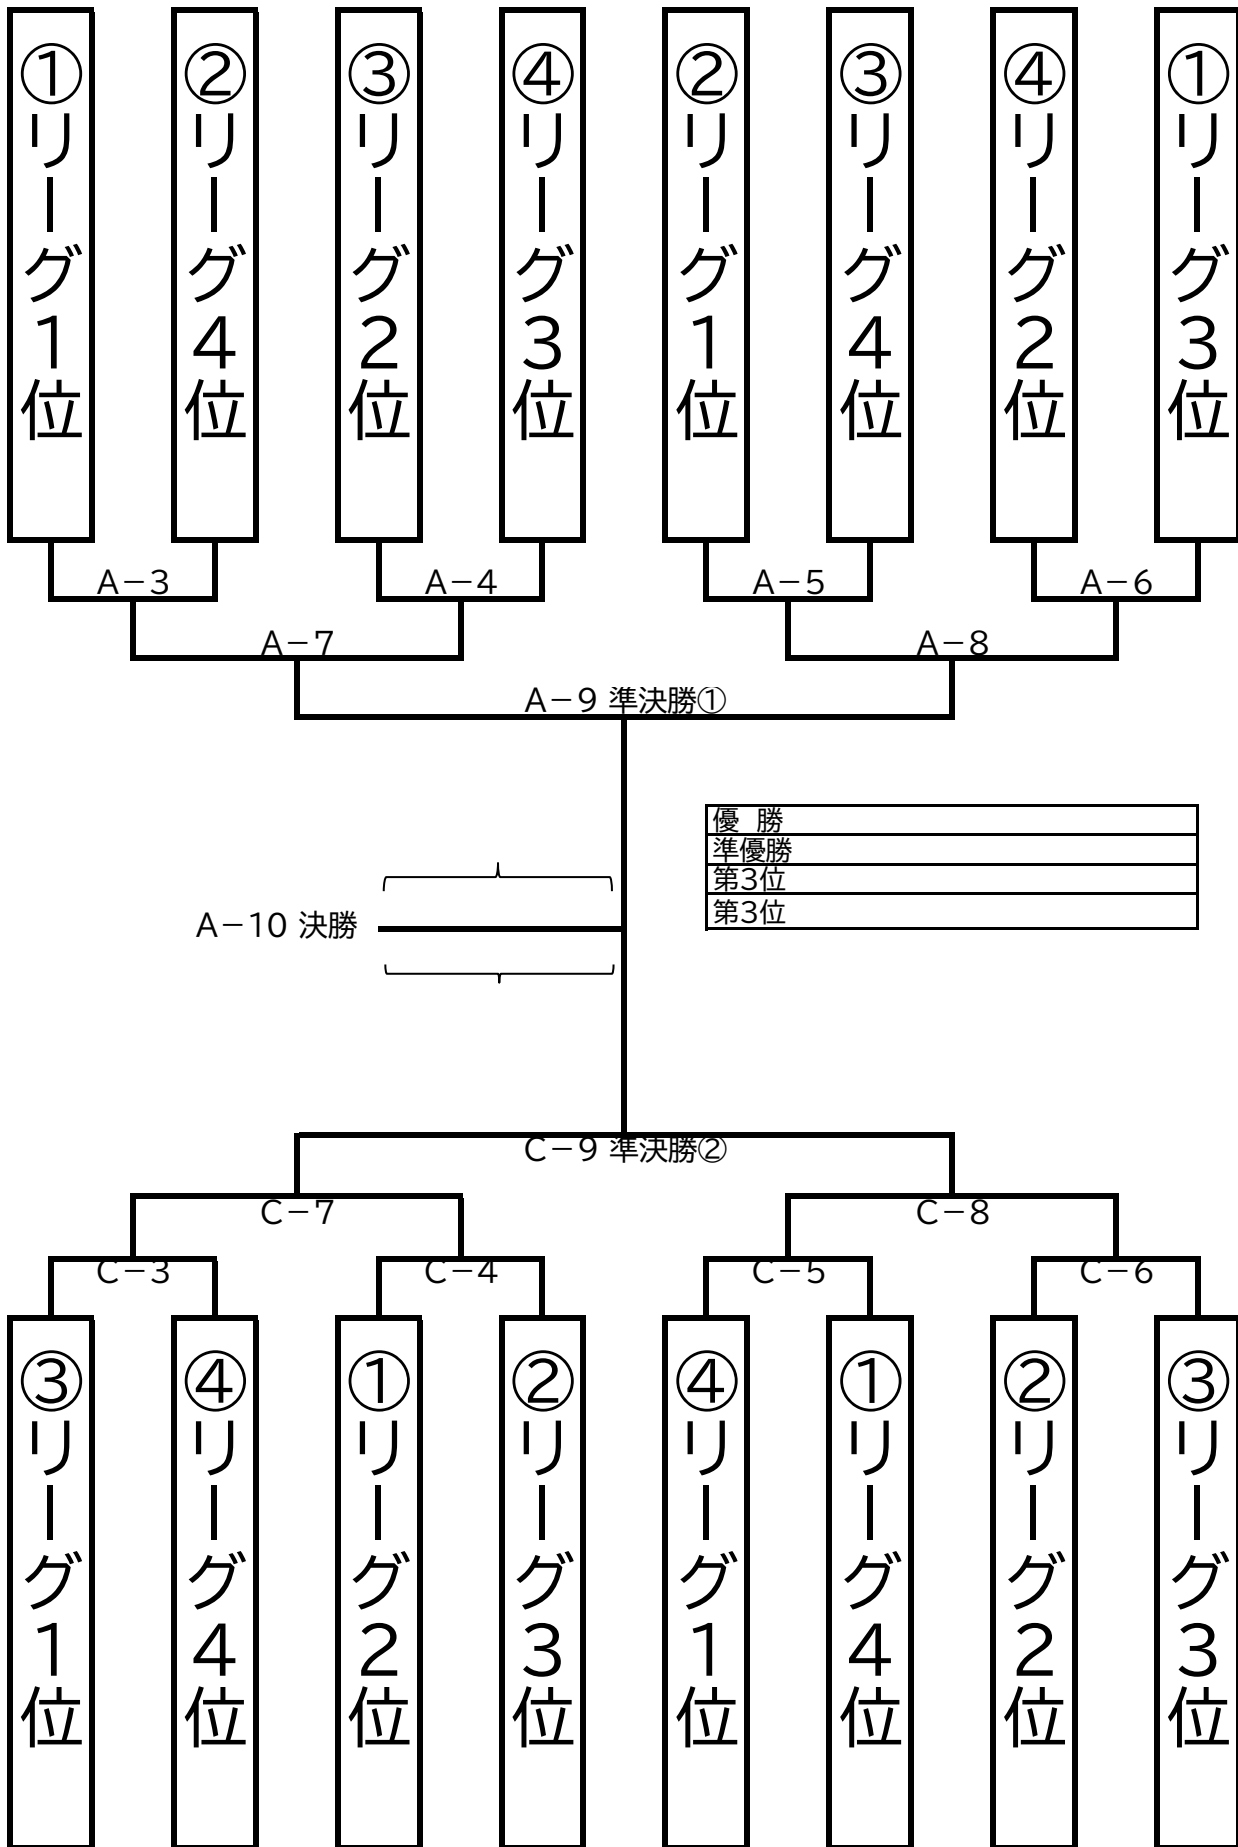 ①リーグ1位
②リーグ4位
③リーグ2位
④リーグ3位
②リーグ1位
③リーグ4位
④リーグ2位
①リーグ3位
A－3
A－4
A－5
A－6
A－7
A－8
A－9 準決勝①
優 勝
準優勝
第3位
第3位
A－10 決勝
C－9 準決勝②
C－7
C－8
C－3
C－4
C－5
C－6
③リーグ1位
④リーグ4位
①リーグ2位
②リーグ3位
④リーグ1位
①リーグ4位
②リーグ2位
③リーグ3位